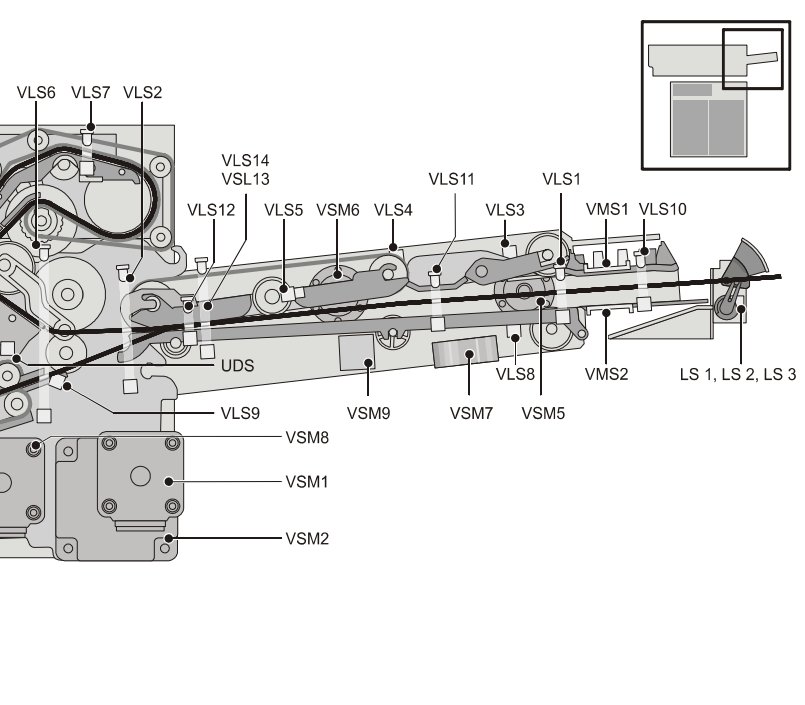 VLS6
VLS7
VLS2
VLS14
VSL13
VLS11
VLS1
VLS12
VLS5
VSM6
VLS4
VLS3
VMS1
VLS10
UDS
VLS8
VMS2
LS 1, LS 2, LS 3
VLS9
VSM9
VSM7
VSM5
VSM8
VSM1
VSM2